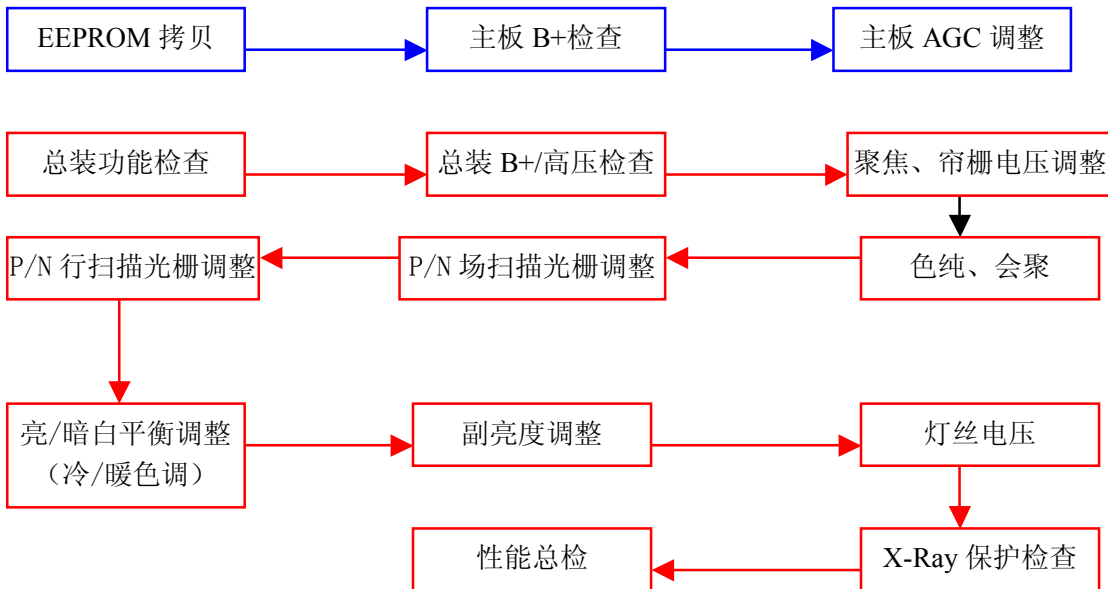 EEPROM 拷贝
主板 B+检查
主板 AGC 调整
总装功能检查
总装 B+/高压检查
聚焦、帘栅电压调整
P/N 行扫描光栅调整
P/N 场扫描光栅调整
色纯、会聚
亮/暗白平衡调整
（冷/暖色调）
副亮度调整
灯丝电压
性能总检
X-Ray 保护检查